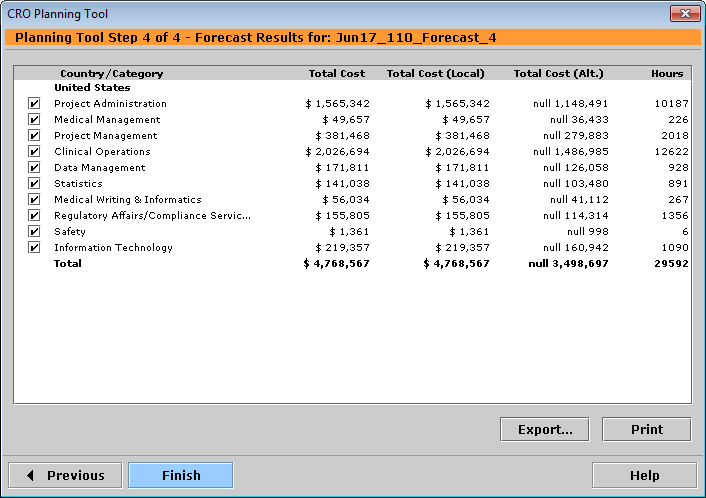 CRO Planning Tool
Planning Tool Step 4 of 4 - Forecast Results for: Jun17_110_Forecast_4
Country/Category Total Cost Total Cost (Local) Total Cost (Alt.) Hours
United States
Project Administration $ 1,565,342 $ 1,565,342 null 1,148,491 10187
Medical Management $ 49,657 $ 49,657 null 36,433 226
Project Management $ 381,468 $ 381,468 null 279,883 2018
Clinical Operations $ 2,026,694 $ 2,026,694 null 1,486,985 12622
Data Management $ 171,811 $ 171,811 null 126,058 928
Statistics $ 141,038 $ 141,038 null 103,480 891
Medical Writing & Informatics $ 56,034 $ 56,034 null 41,112 267
Regulatory Affairs/Compliance Servic... $ 155,805 $ 155,805 null 114,314 1356
Safety $ 1,361 $ 1,361 null 998 6
Information Technology $ 219,357 $ 219,357 null 160,942 1090
Total $ 4,768,567 $ 4,768,567 null 3,498,697 29592
Export... Print
Previous Finish Help